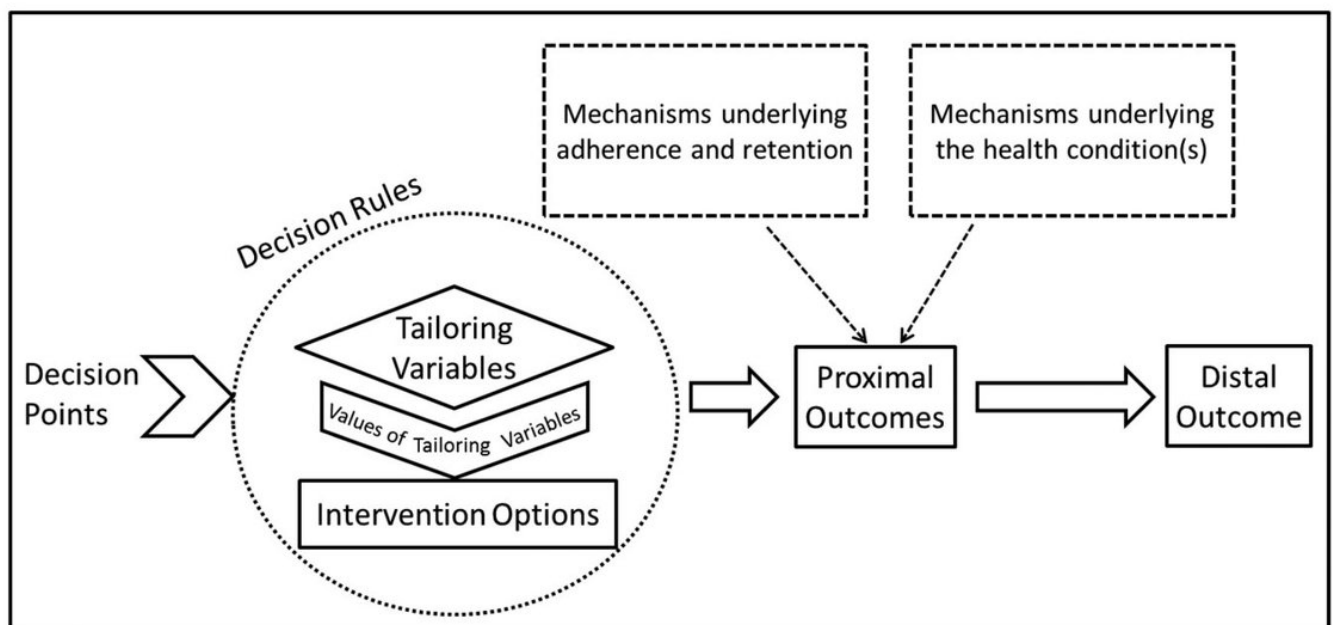 Mechanisms underlying
adherence and retention
Mechanisms underlying
the health condition(s)
Decision Rules
Decision
Points
Tailoring
Variables
Values of Tailoring Variables
Intervention Options
Proximal
Outcomes
Distal
Outcome